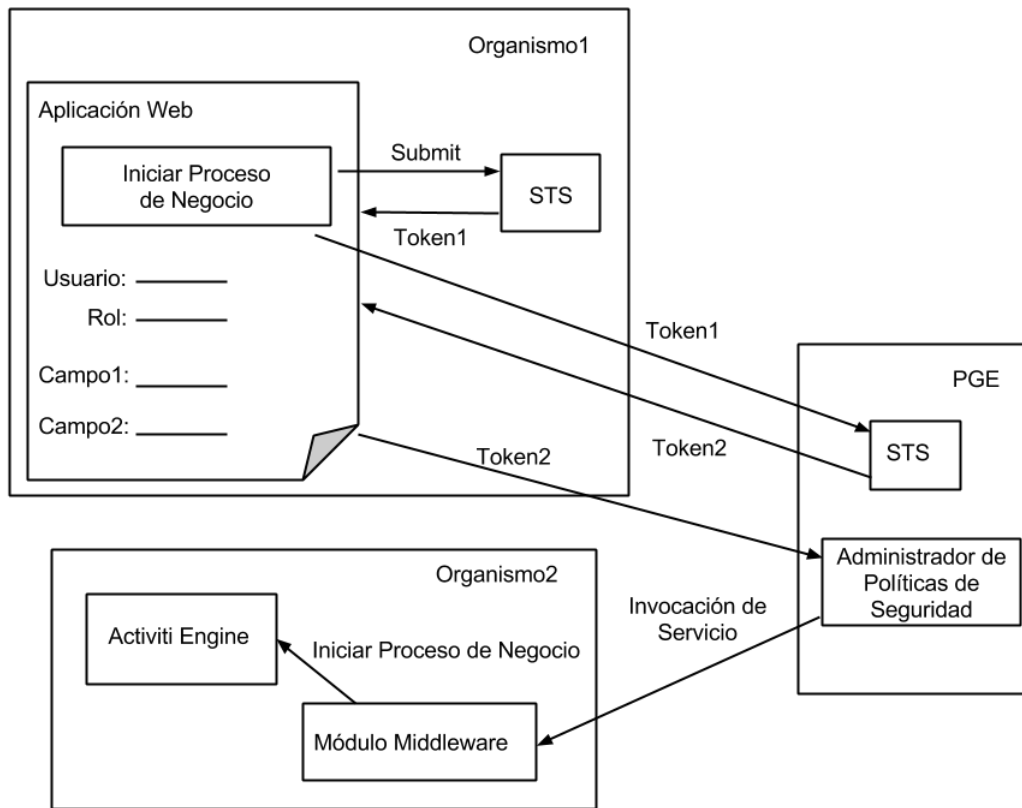 Organismo1
Aplicación Web
Iniciar Proceso
de Negocio
Submit
STS
Token1
Usuario:
Rol:
Campo1:
Campo2:
Token1
Token2
Token2
PGE
STS
Administrador de
Políticas de
Seguridad
Invocación de
Servicio
Organismo2
Activiti Engine
Iniciar Proceso de Negocio
Módulo Middleware